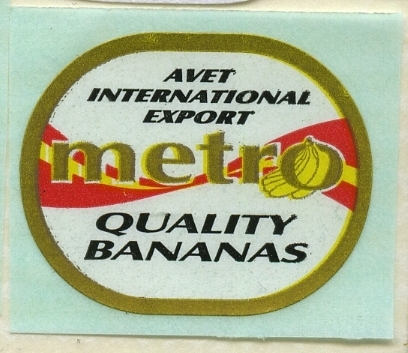 AVET
INTERNATIONAL
EXPORT
metro
QUALITY
BANANAS